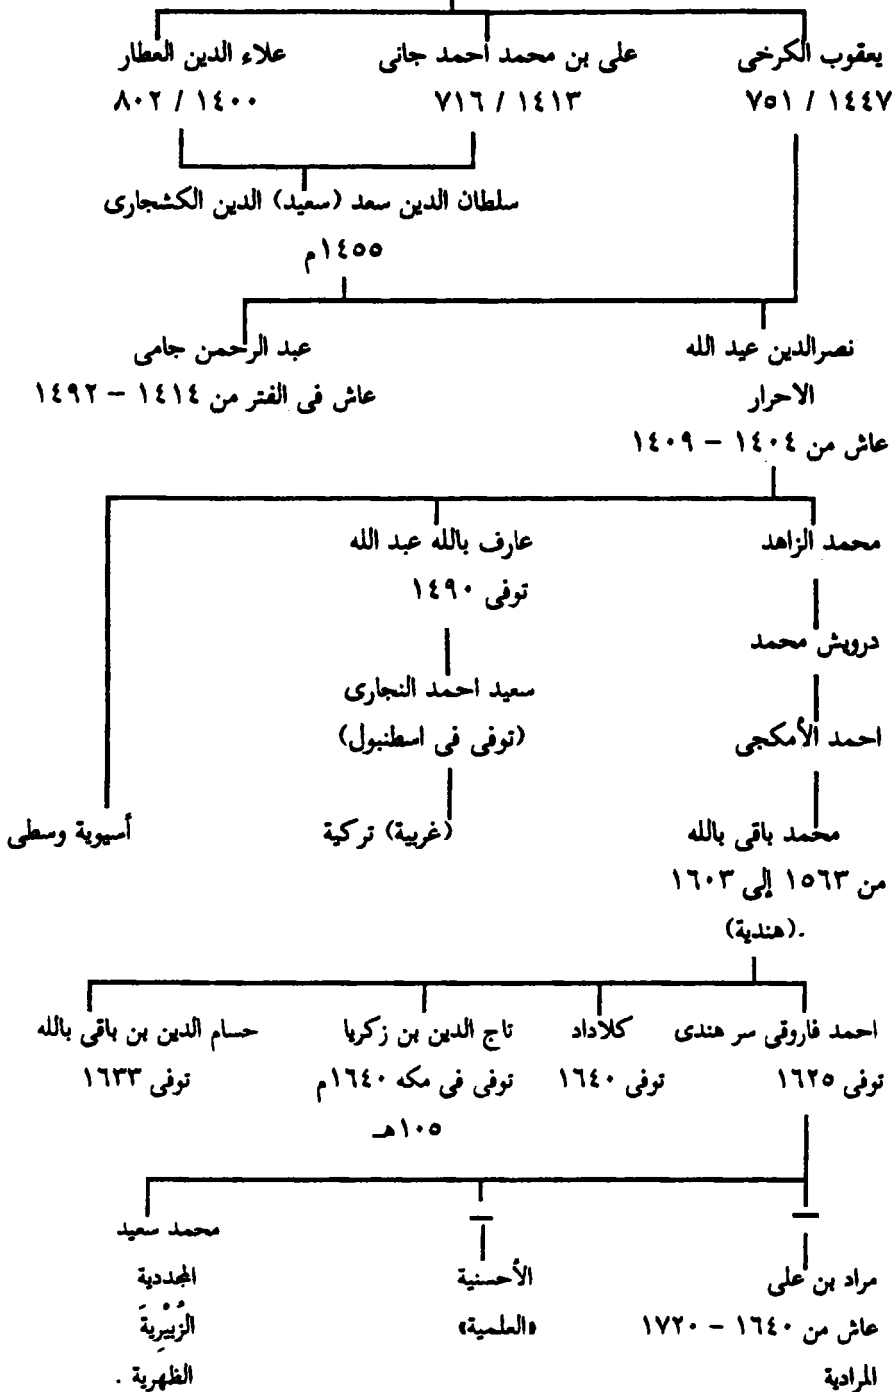 يعقوب الكرخى
١٤٤٧ / ٧٥١
على بن محمد احمد جانى
١٤١٣ / ٧١٦
علاء الدين العطار
١٤٠٠ / ٨٠٢
سلطان الدين سعد (سعيد) الدين الكشجارى
١٤٥٥م
نصرالدين عيد الله
الاحرار
عاش من ١٤٠٤ - ١٤٠٩
عبد الرحمن جامى
عاش فى الفتر من ١٤١٤ - ١٤٩٢
محمد الزاهد
درويش محمد
احمد الأمكجى
محمد باقى بالله
من ١٥٦٣ إلى ١٦٠٣
(هندية).
عارف بالله عبد الله
توفى ١٤٩٠
سعيد احمد النجارى
(توفى فى اسطنبول)
(غربية) تركية
أسيوية وسطى
احمد فاروقى سر هندى
توفى ١٦٢٥
كلاداد
توفى ١٦٤٠
تاج الدين بن زكريا
توفى فى مكه ١٦٤٠م
١٠٥هـ
حسام الدين بن باقى بالله
توفى ١٦٣٣
مراد بن على
عاش من ١٦٤٠ - ١٧٢٠
المرادية
الأحسنية
«العلمية»
محمد سعيد
المجددية
الزُبَيْرِيةَ
الظهرية .